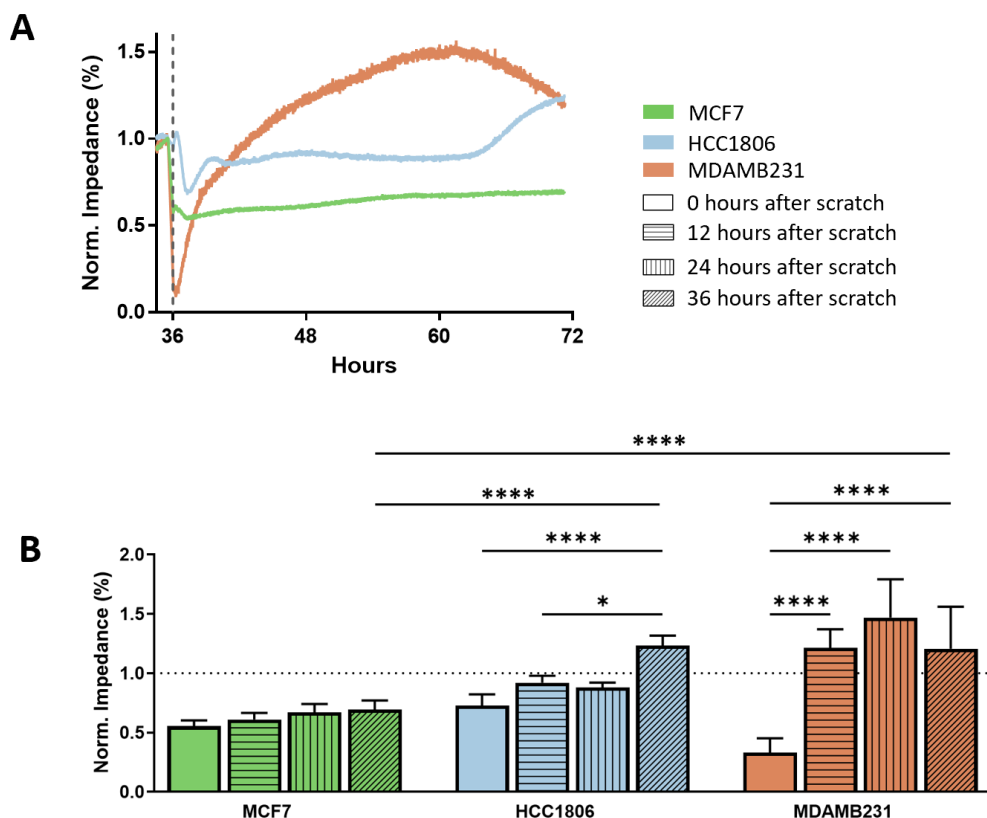 A
Norm. Impedance (%)
1.5
1.0
0.5
0.0
36
48
60
72
Hours
MCF7
HCC1806
MDAMB231
0 hours after scratch
12 hours after scratch
24 hours after scratch
36 hours after scratch
B
****
****
****
****
****
*
****
Norm. Impedance (%)
2.0
1.5
1.0
0.5
0.0
MCF7
HCC1806
MDAMB231